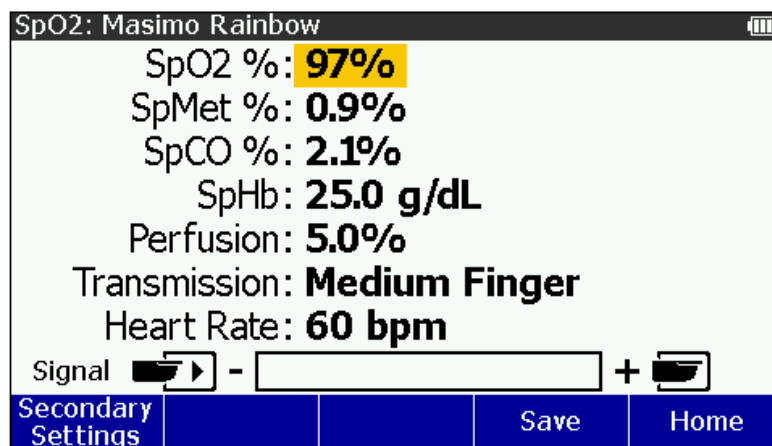 SpO2: Masimo Rainbow
SpO2 %: 97%
SpMet %: 0.9%
SpCO %: 2.1%
SpHb: 25.0 g/dL
Perfusion: 5.0%
Transmission: Medium Finger
Heart Rate: 60 bpm
Signal - +
Secondary Settings Save Home